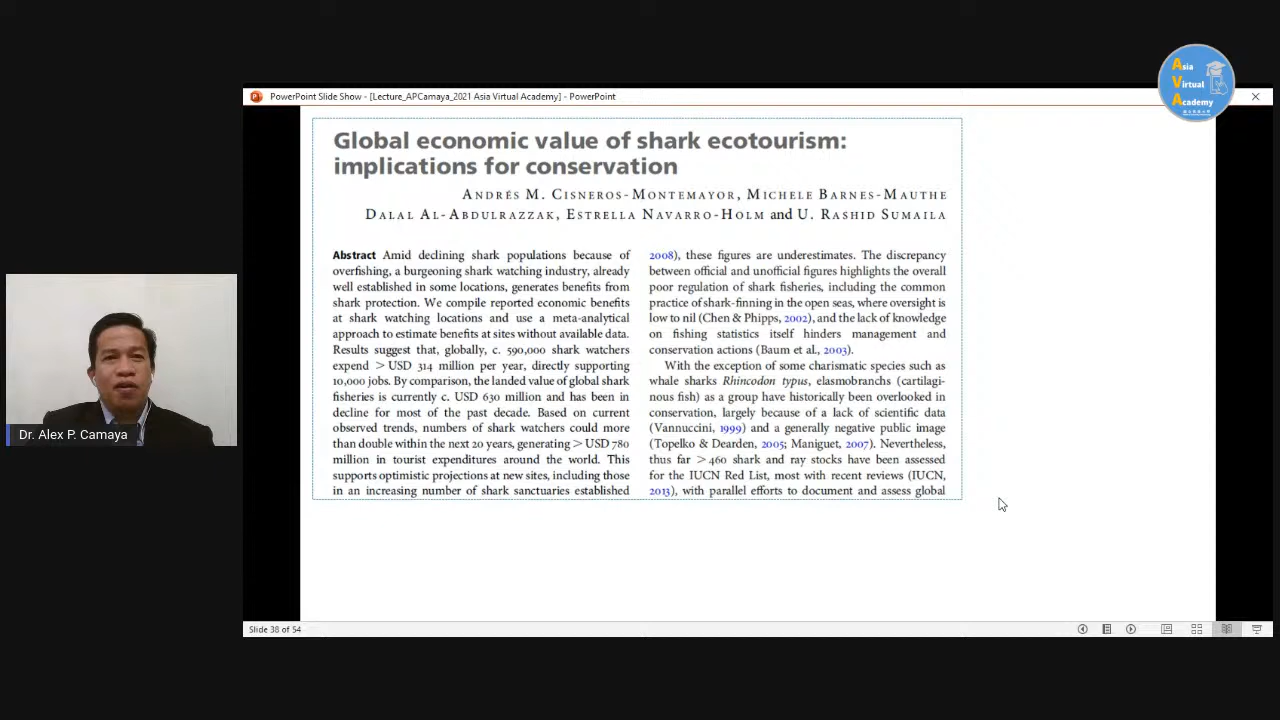 PowerPoint Slide Show - [Lecture_APCamaya_2021 Asia Virtual Academy] - PowerPoint
Asia
Virtual
Academy
Global economic value of shark ecotourism:
implications for conservation
ANDRÉS M. CISNEROS-MONTEMAYOR, MICHELE BARNES-MAUTHE
DALAL AL-ABDULRAZZAK, ESTRELLA NAVARRO-HOLM and U. RASHID SUMAILA
Abstract Amid declining shark populations because of
overfishing, a burgeoning shark watching industry, already
well established in some locations, generates benefits from
shark protection. We compile reported economic benefits
at shark watching locations and use a meta-analytical
approach to estimate benefits at sites without available data.
Results suggest that, globally, c. 590,000 shark watchers
expend >USD 314 million per year, directly supporting
10,000 jobs. By comparison, the landed value of global shark
fisheries is currently c. USD 630 million and has been in
decline for most of the past decade. Based on current
observed trends, numbers of shark watchers could more
than double within the next 20 years, generating >USD 780
million in tourist expenditures around the world. This
supports optimistic projections at new sites, including those
in an increasing number of shark sanctuaries established
2008), these figures are underestimates. The discrepancy
between official and unofficial figures highlights the overall
poor regulation of shark fisheries, including the common
practice of shark-finning in the open seas, where oversight is
low to nil (Chen & Phipps, 2002), and the lack of knowledge
on fishing statistics itself hinders management and
conservation actions (Baum et al., 2003).
With the exception of some charismatic species such as
whale sharks Rhincodon typus, elasmobranchs (cartilagi-
nous fish) as a group have historically been overlooked in
conservation, largely because of a lack of scientific data
(Vannuccini, 1999) and a generally negative public image
(Topelko & Dearden, 2005; Maniguet, 2007). Nevertheless,
thus far >460 shark and ray stocks have been assessed
for the IUCN Red List, most with recent reviews (IUCN,
2013), with parallel efforts to document and assess global
Dr. Alex P. Camaya
Slide 38 of 54